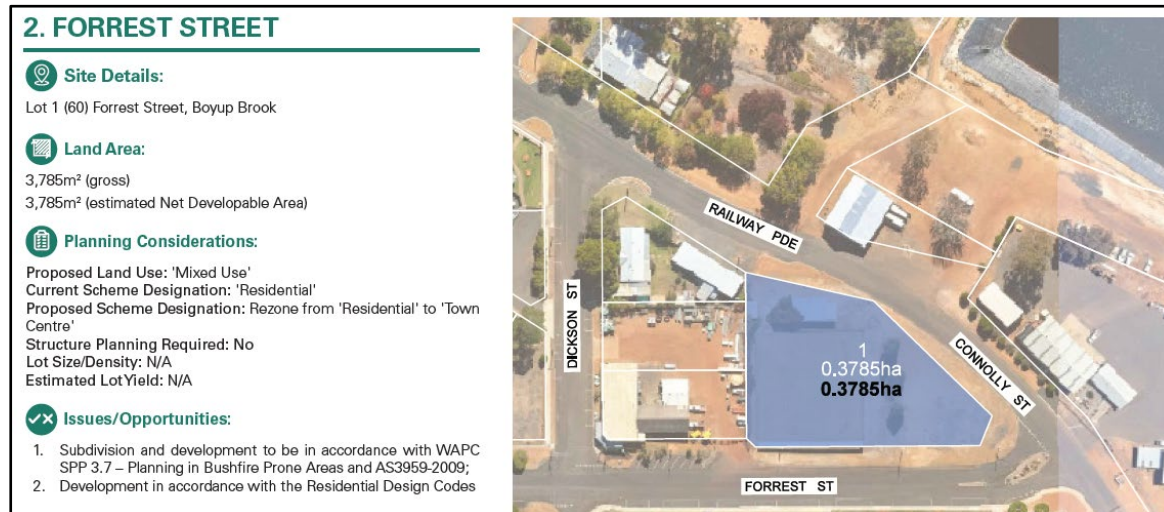 2. FORREST STREET
Site Details:
Lot 1 (60) Forrest Street, Boyup Brook
Land Area:
3,785m² (gross)
3,785m² (estimated Net Developable Area)
Planning Considerations:
Proposed Land Use: 'Mixed Use'
Current Scheme Designation: 'Residential'
Proposed Scheme Designation: Rezone from 'Residential' to 'Town
Centre'
Structure Planning Required: No
Lot Size/Density: N/A
Estimated Lot Yield: N/A
Issues/Opportunities:
1. Subdivision and development to be in accordance with WAPC
SPP 3.7 – Planning in Bushfire Prone Areas and AS3959-2009;
2. Development in accordance with the Residential Design Codes
RAILWAY PDE
DICKSON ST
1
0.3785ha
0.3785ha
CONNOLLY ST
FORREST ST